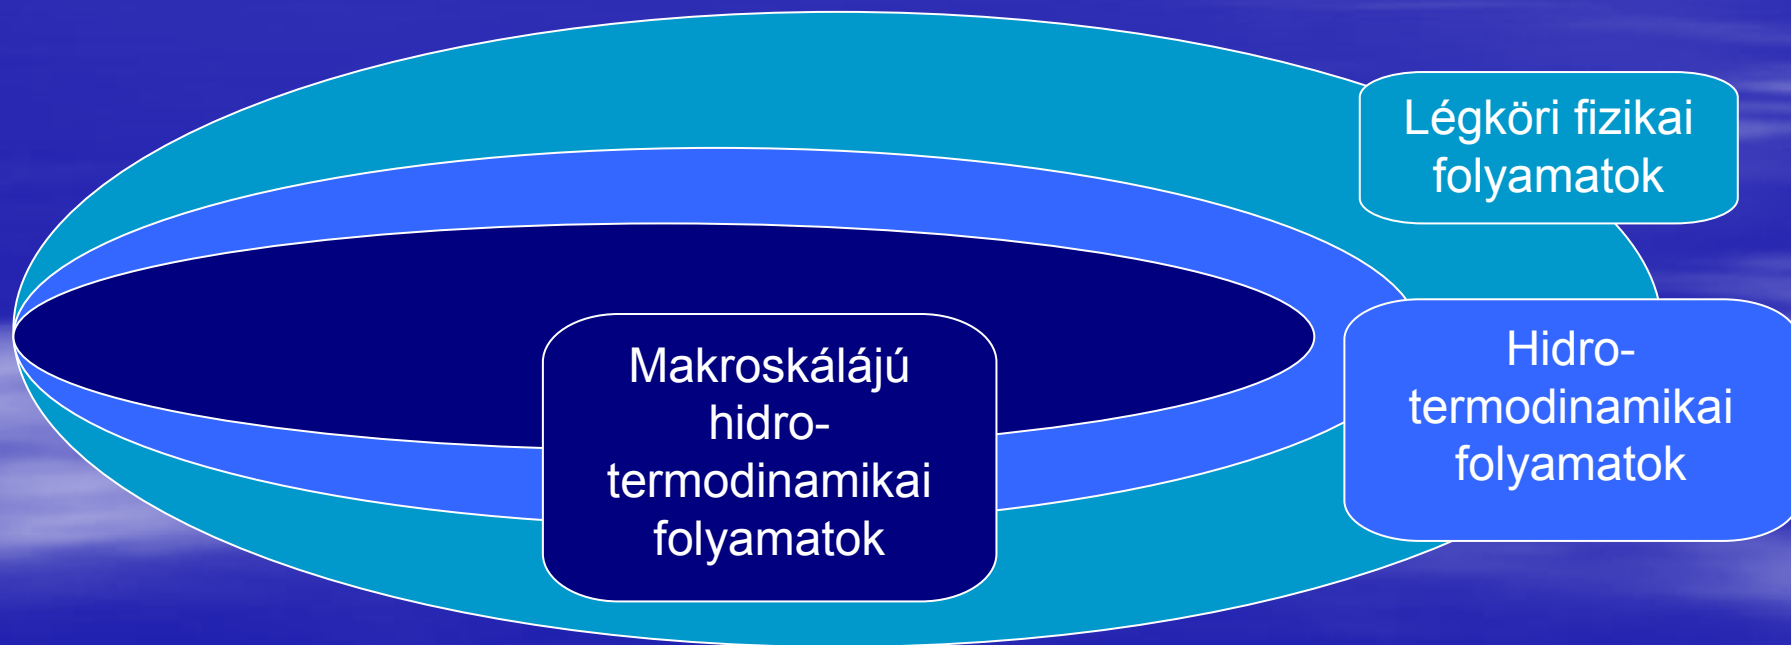 Légköri fizikai
folyamatok
Makroskálájú
hidro-
termodinamikai
folyamatok
Hidro-
termodinamikai
folyamatok